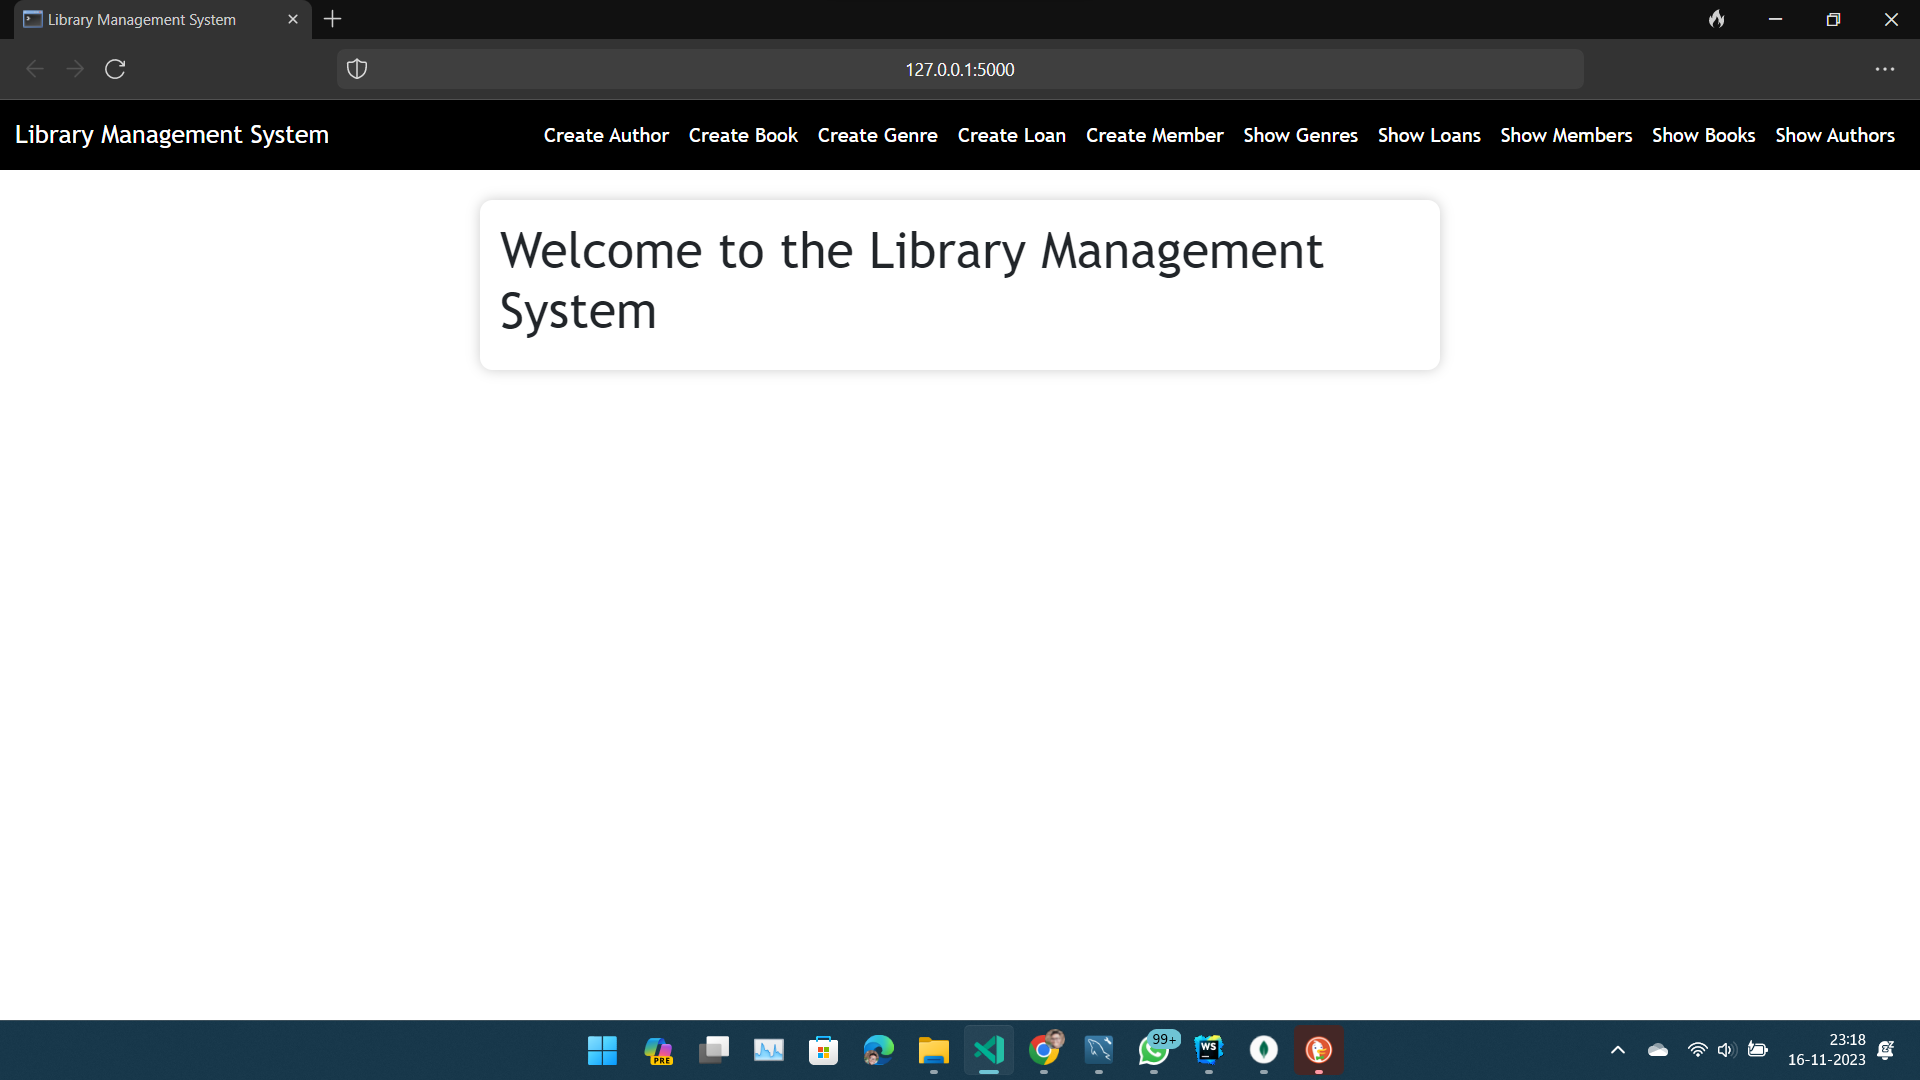 Library Management System
127.0.0.1:5000
Library Management System Create Author Create Book Create Genre Create Loan Create Member Show Genres Show Loans Show Members Show Books Show Authors
Welcome to the Library Management
System
PRE
99+
WS
23:18
16-11-2023